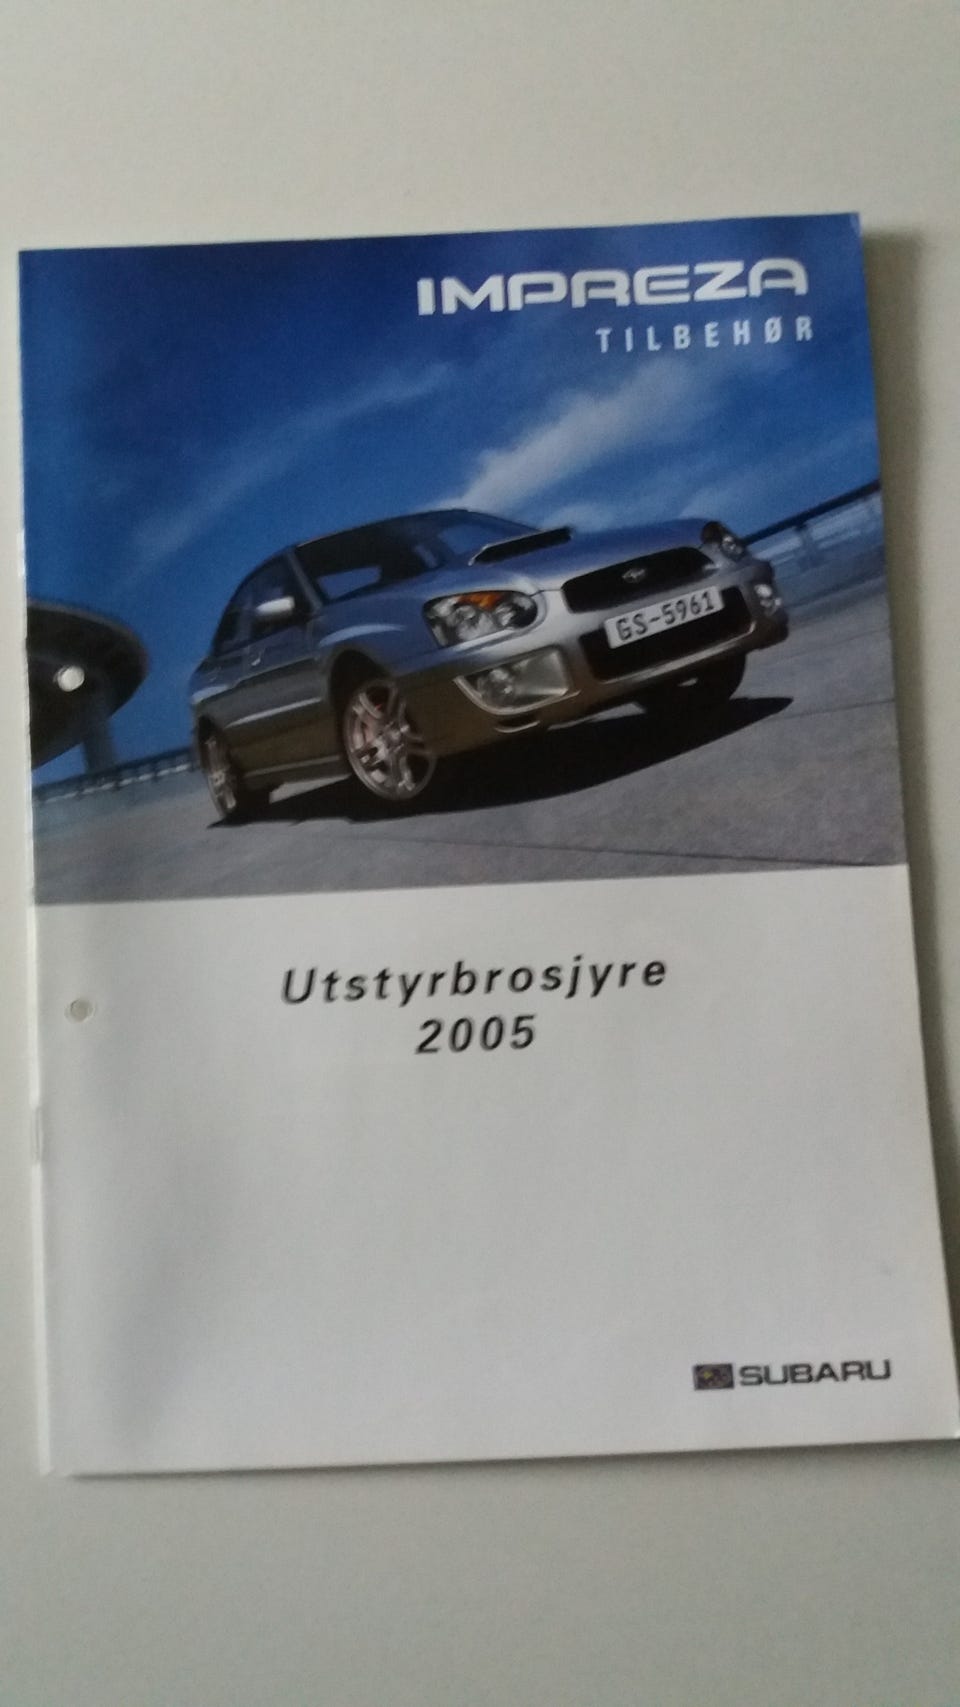 IMPREZA
TILBEHØR
GS-5961
Utstyrbrosjyre
2005
SUBARU